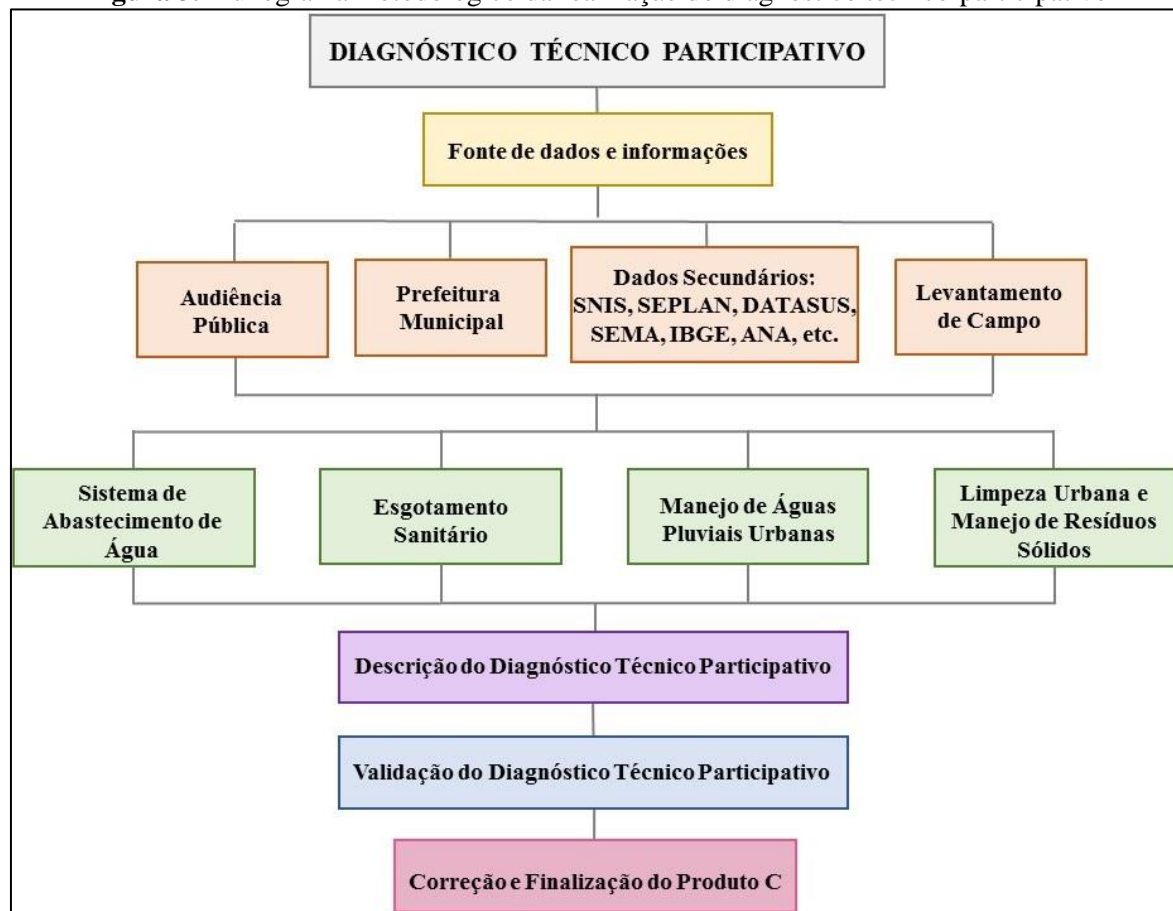 DIAGNÓSTICO TÉCNICO PARTICIPATIVO
Fonte de dados e informações
Audiência
Pública
Prefeitura
Municipal
Dados Secundários:
SNIS, SEPLAN, DATASUS,
SEMA, IBGE, ANA, etc.
Levantamento
de Campo
Sistema de
Abastecimento de
Água
Esgotamento
Sanitário
Manejo de Águas
Pluviais Urbanas
Limpeza Urbana e
Manejo de Resíduos
Sólidos
Descrição do Diagnóstico Técnico Participativo
Validação do Diagnóstico Técnico Participativo
Correção e Finalização do Produto C